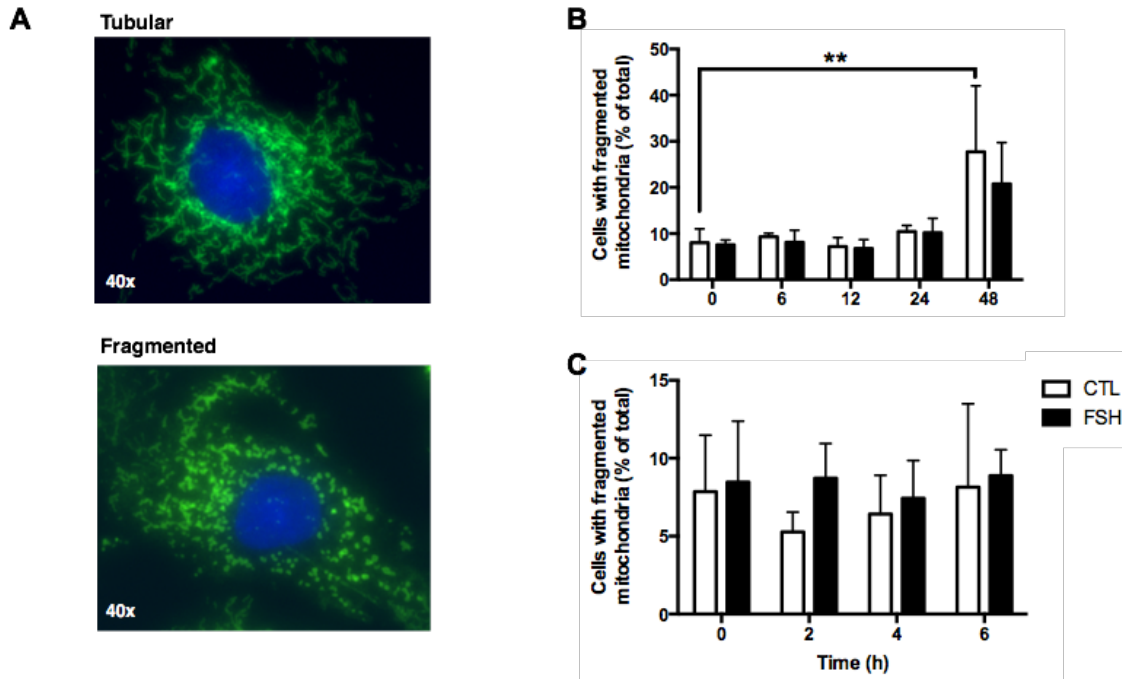 A
Tubular
40x
Fragmented
40x
B
Cells with fragmented
mitochondria (% of total)
50
40
30
20
10
0
**
0 6 12 24 48
C
Cells with fragmented
mitochondria (% of total)
15
10
5
0
0 2 4 6
Time (h)
CTL
FSH